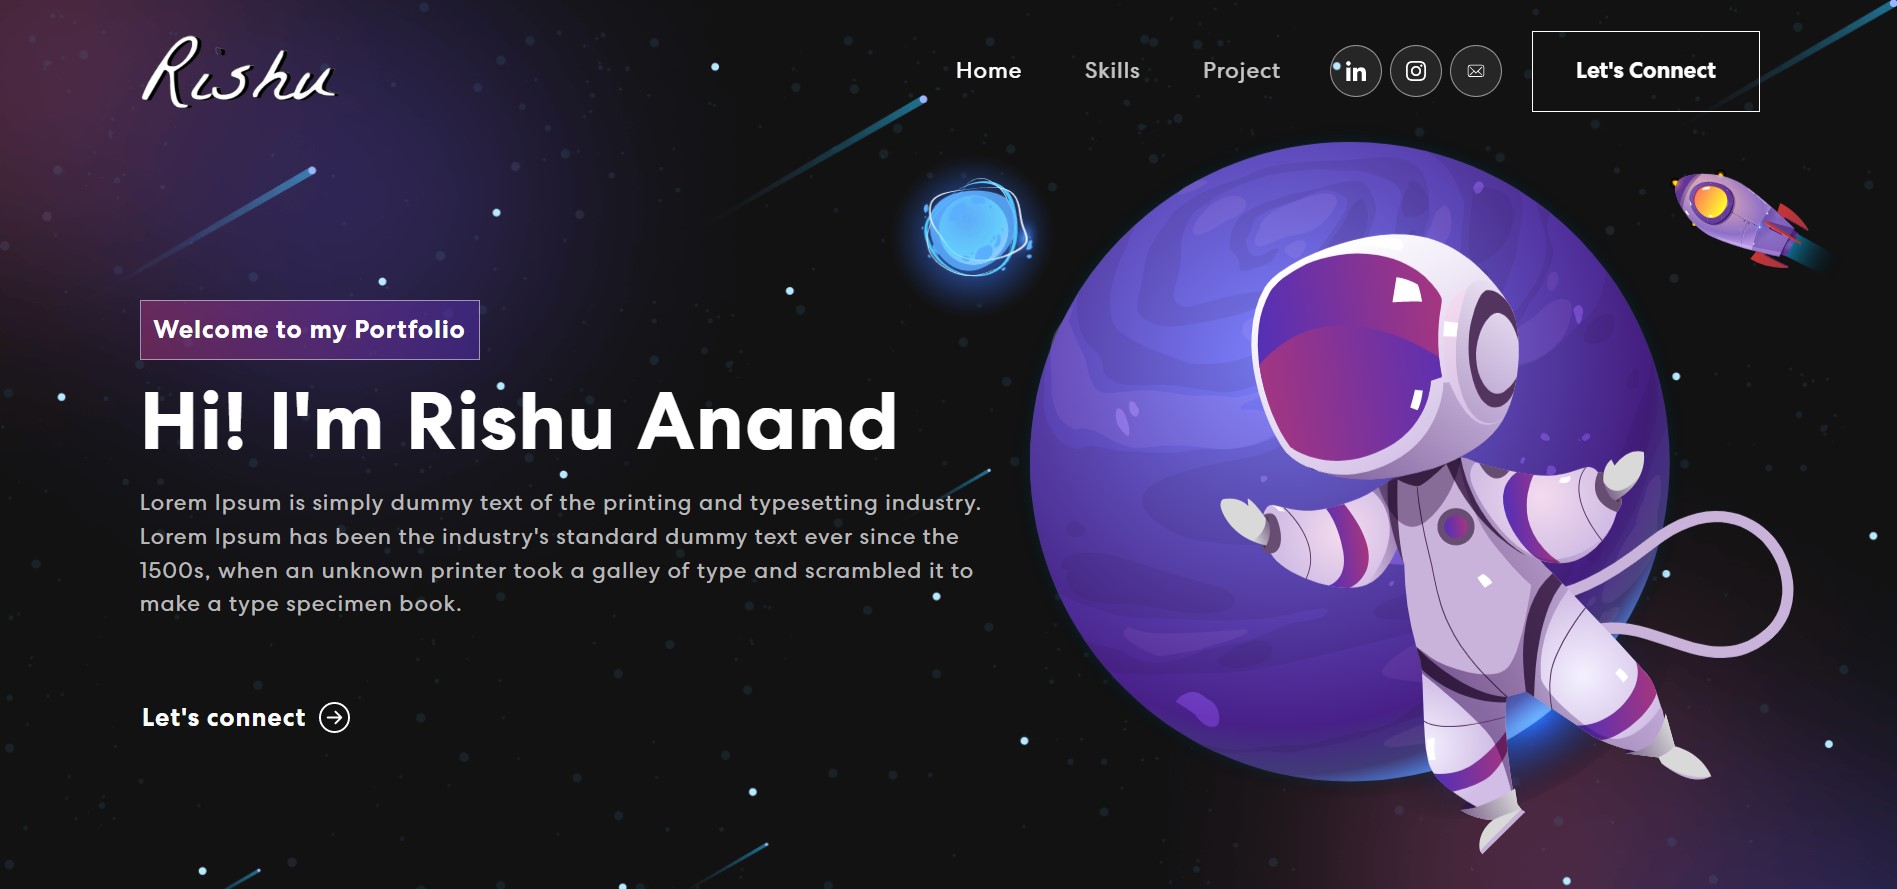 Rishu
Home Skills Project in Let's Connect
Welcome to my Portfolio
Hi! I'm Rishu Anand
Lorem Ipsum is simply dummy text of the printing and typesetting industry.
Lorem Ipsum has been the industry's standard dummy text ever since the
1500s, when an unknown printer took a galley of type and scrambled it to
make a type specimen book.
Let's connect